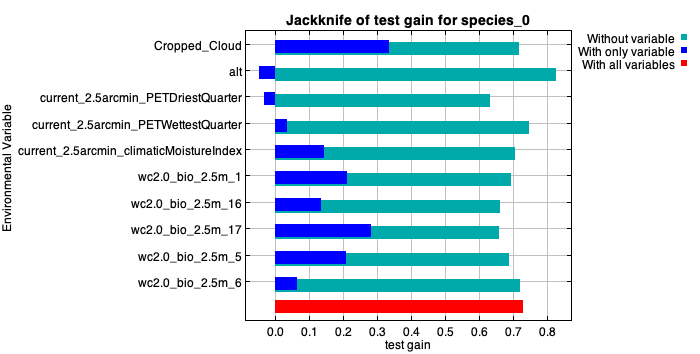 Jackknife of test gain for species_0
Without variable
With only variable
With all variables
Environmental Variable
Cropped_Cloud
alt
current_2.5arcmin_PETDriestQuarter
current_2.5arcmin_PETWettestQuarter
current_2.5arcmin_climaticMoistureIndex
wc2.0_bio_2.5m_1
wc2.0_bio_2.5m_16
wc2.0_bio_2.5m_17
wc2.0_bio_2.5m_5
wc2.0_bio_2.5m_6
0.0 0.1 0.2 0.3 0.4 0.5 0.6 0.7 0.8
test gain